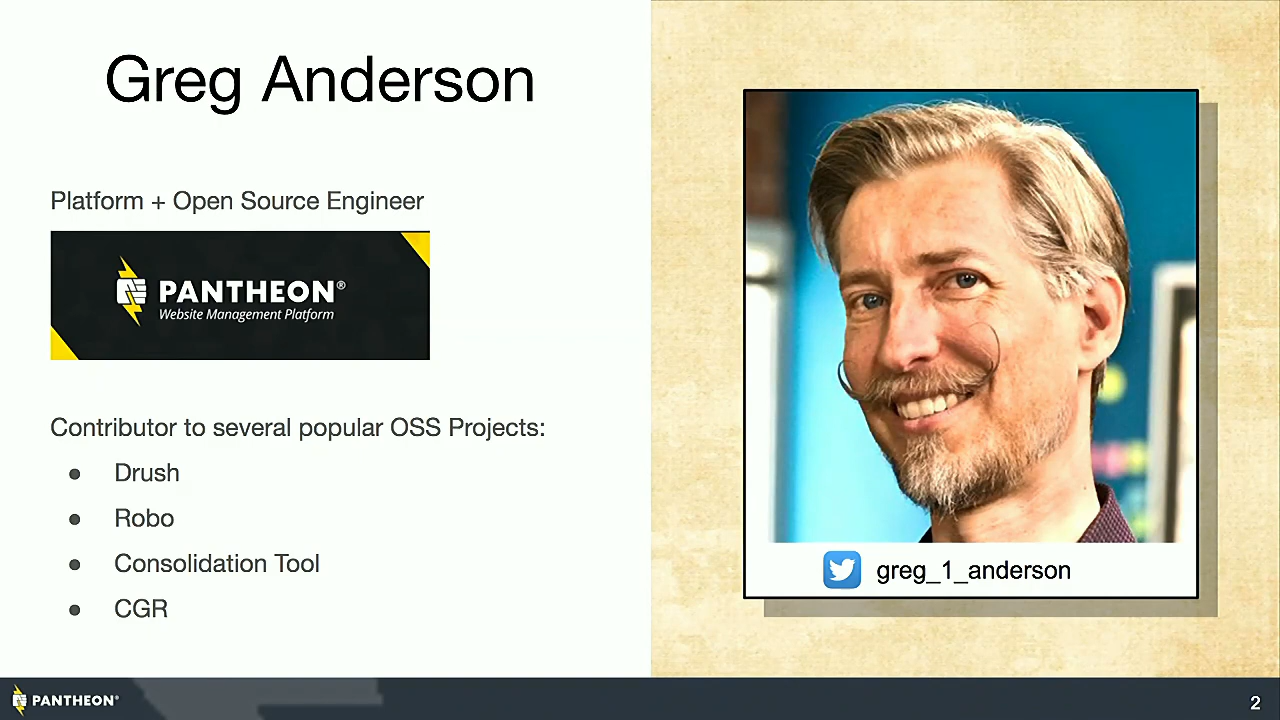 Greg Anderson
Platform + Open Source Engineer
PANTHEON®
Website Management Platform
Contributor to several popular OSS Projects:
● Drush
● Robo
● Consolidation Tool
● CGR
greg_1_anderson
PANTHEON®
2